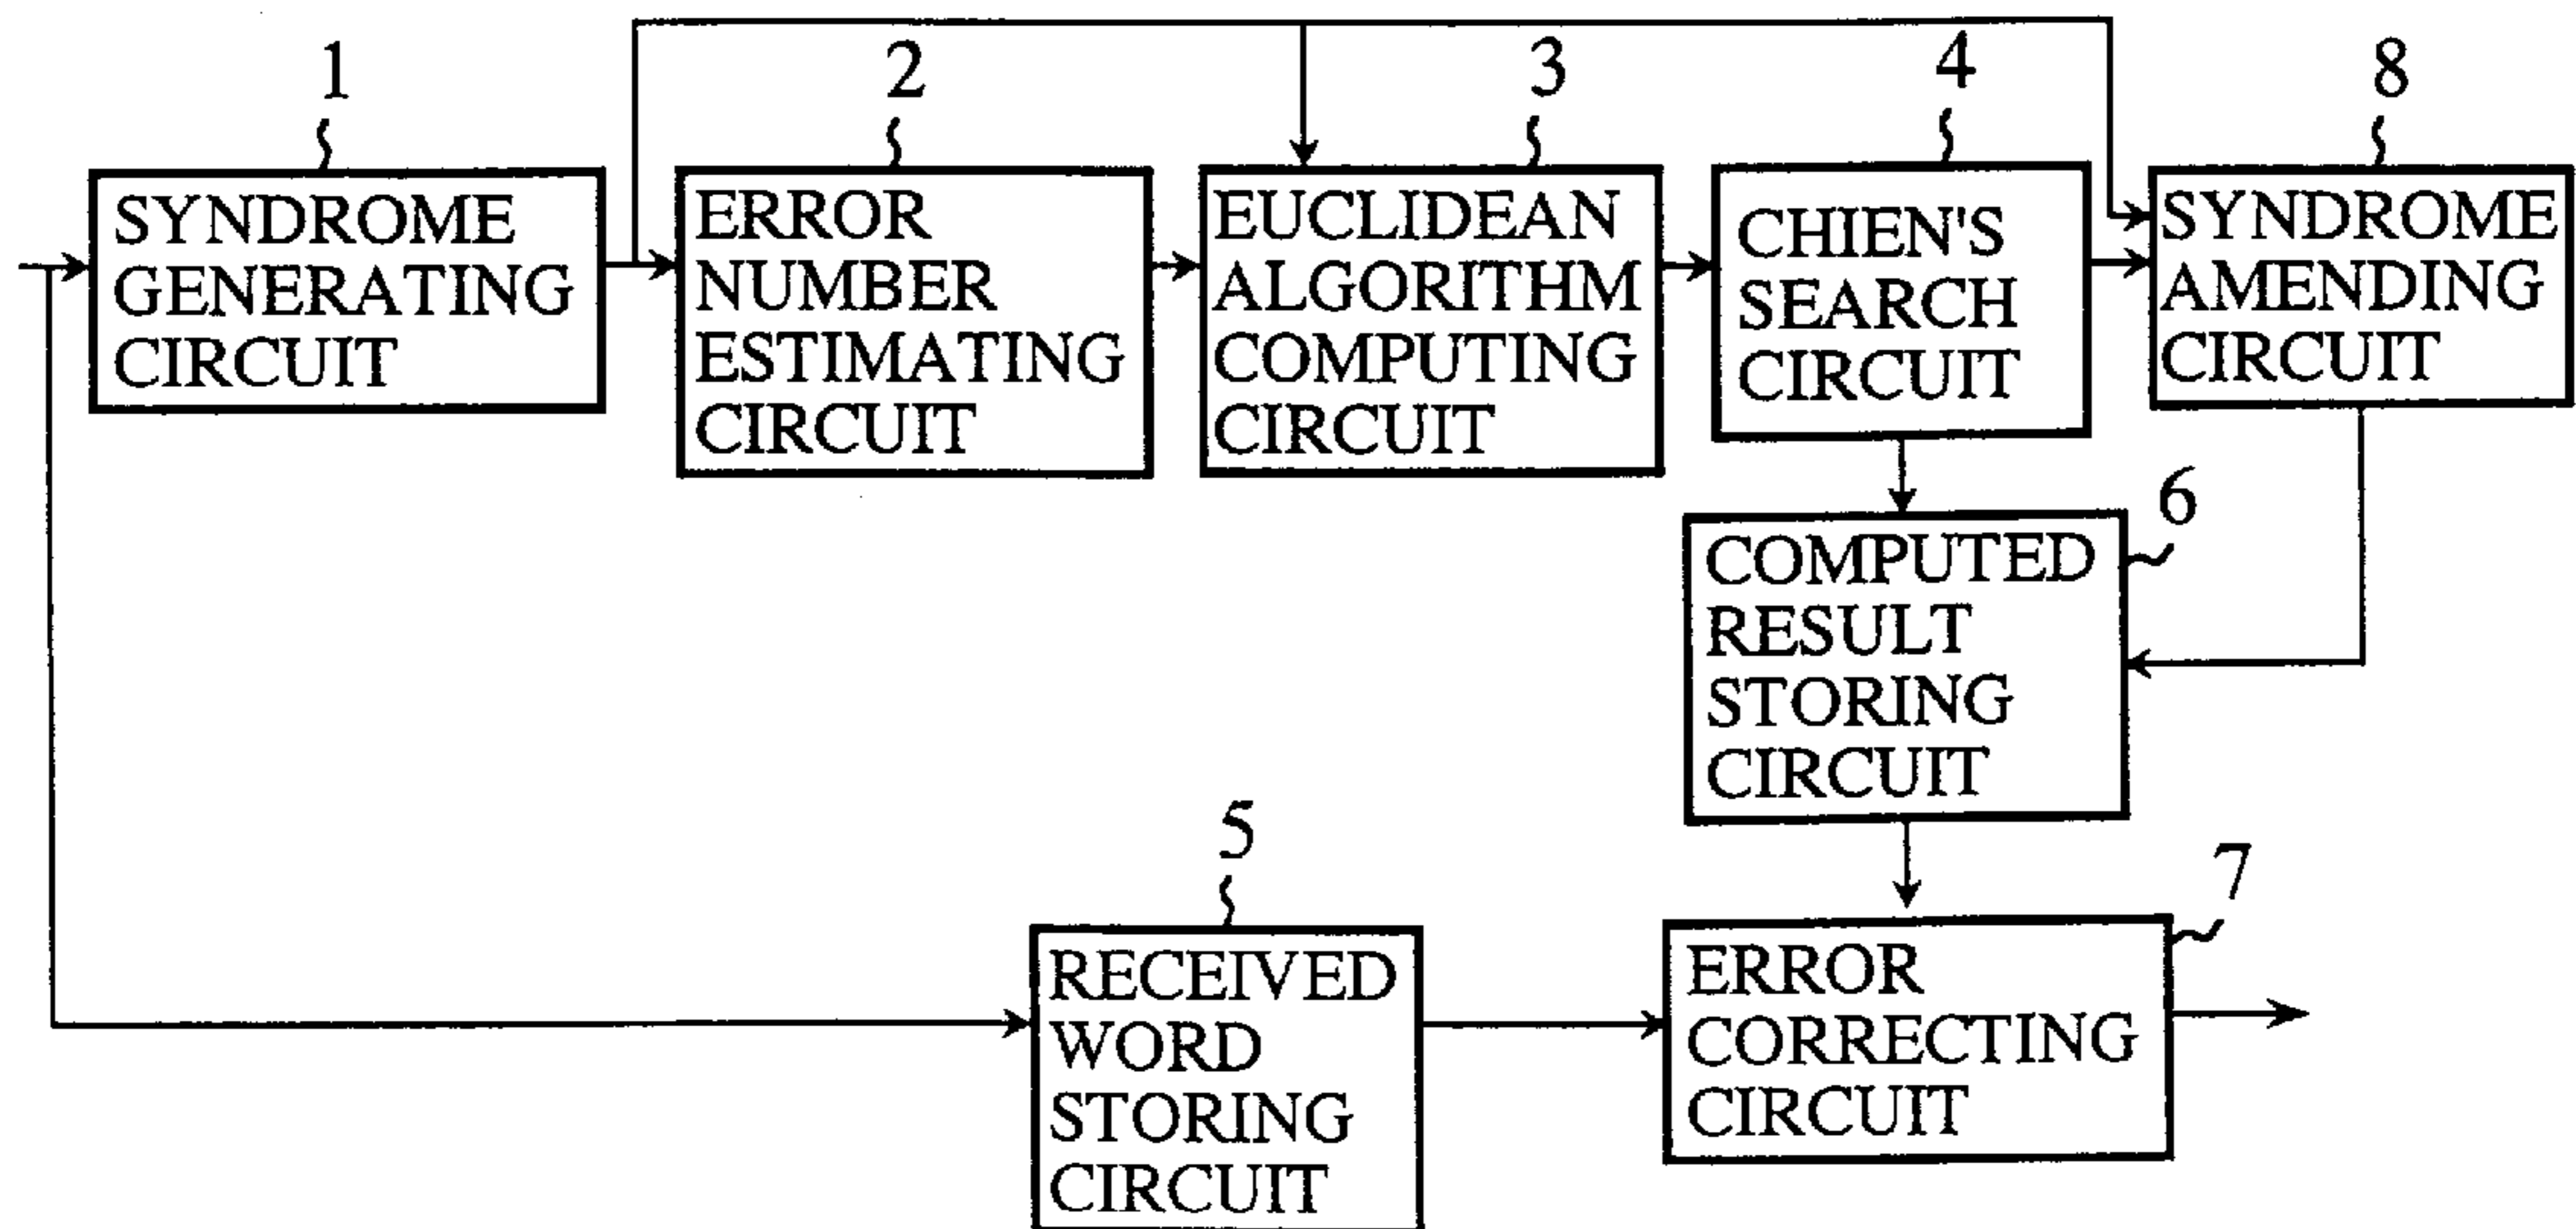 1
SYNDROME
GENERATING
CIRCUIT
2
ERROR
NUMBER
ESTIMATING
CIRCUIT
3
EUCLIDEAN
ALGORITHM
COMPUTING
CIRCUIT
4
CHIEN'S
SEARCH
CIRCUIT
8
SYNDROME
AMENDING
CIRCUIT
6
COMPUTED
RESULT
STORING
CIRCUIT
5
RECEIVED
WORD
STORING
CIRCUIT
7
ERROR
CORRECTING
CIRCUIT